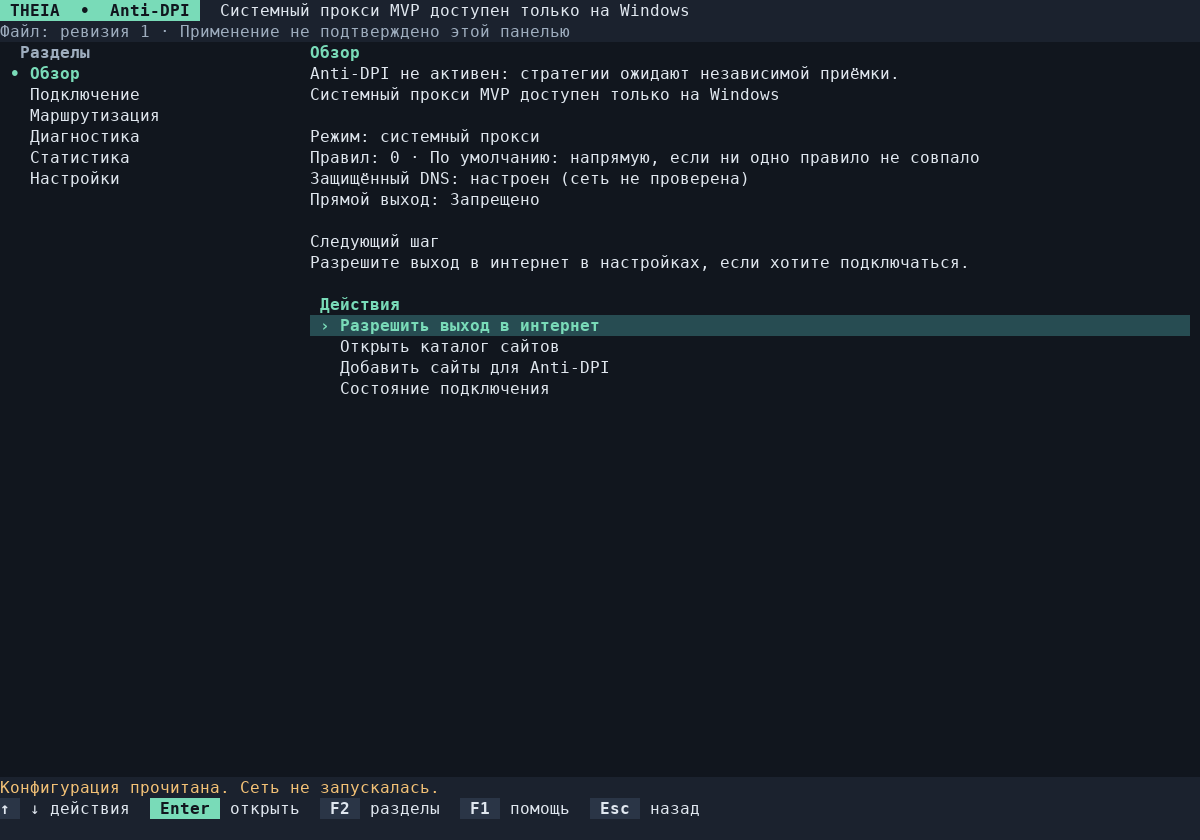 THEIA • Anti-DPI Системный прокси MVP доступен только на Windows
Файл: ревизия 1 · Применение не подтверждено этой панелью
Разделы
• Обзор
Подключение
Маршрутизация
Диагностика
Статистика
Настройки
Обзор
Anti-DPI не активен: стратегии ожидают независимой приёмки.
Системный прокси MVP доступен только на Windows
Режим: системный прокси
Правил: 0 · По умолчанию: напрямую, если ни одно правило не совпало
Защищённый DNS: настроен (сеть не проверена)
Прямой выход: Запрещено
Следующий шаг
Разрешите выход в интернет в настройках, если хотите подключаться.
Действия
› Разрешить выход в интернет
Открыть каталог сайтов
Добавить сайты для Anti-DPI
Состояние подключения
Конфигурация прочитана. Сеть не запускалась.
↑ ↓ действия Enter открыть F2 разделы F1 помощь Esc назад